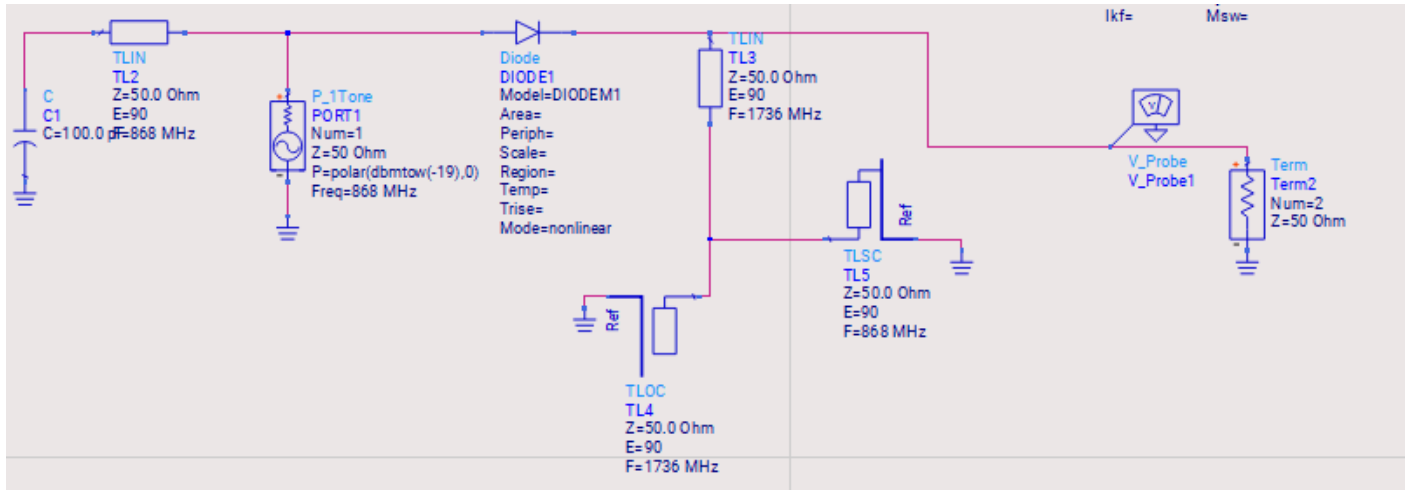 Ikf= Msw=
TLIN
TL2
Z=50.0 Ohm
E=90
F=868 MHz
C
C1
C=100.0 pF
+
P_1Tone
PORT1
Num=1
Z=50 Ohm
P=polar(dbmtow(-19),0)
Freq=868 MHz
-
Diode
DIODE1
Model=DIODEM1
Area=
Periph=
Scale=
Region=
Temp=
Trise=
Mode=nonlinear
TLIN
TL3
Z=50.0 Ohm
E=90
F=1736 MHz
V
V_Probe
V_Probe1
+
Term
Term2
Num=2
Z=50 Ohm
-
Ref
TLSC
TL5
Z=50.0 Ohm
E=90
F=868 MHz
Ref
TLOC
TL4
Z=50.0 Ohm
E=90
F=1736 MHz